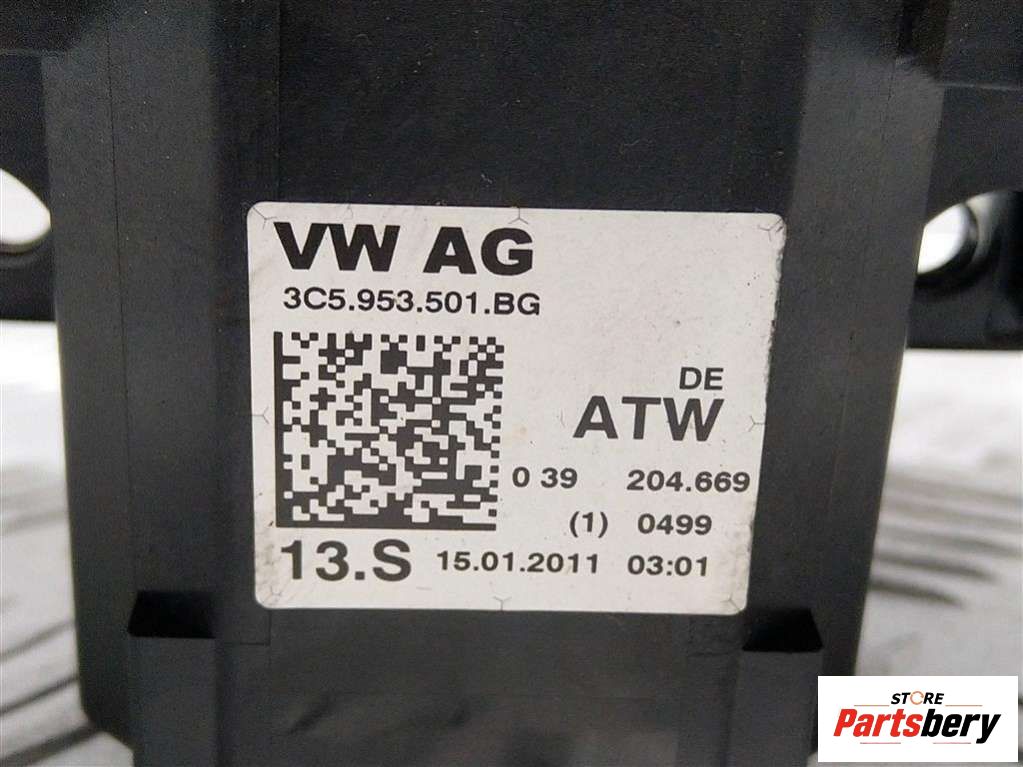 VW AG
3C5.953.501.BG
DE
ATW
0 39 204.669
(1) 0499
13.S 15.01.2011 03:01
STORE
Partsbery